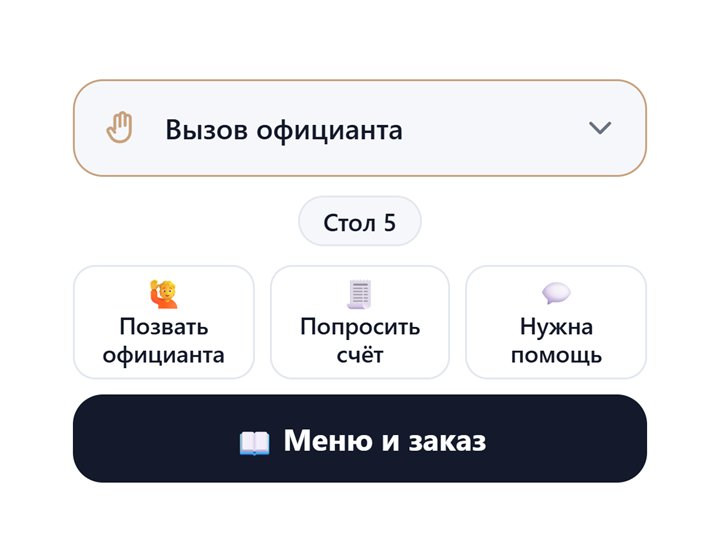 Вызов официанта
Стол 5
Позвать
официанта
Попросить
счёт
Нужна
помощь
Меню и заказ